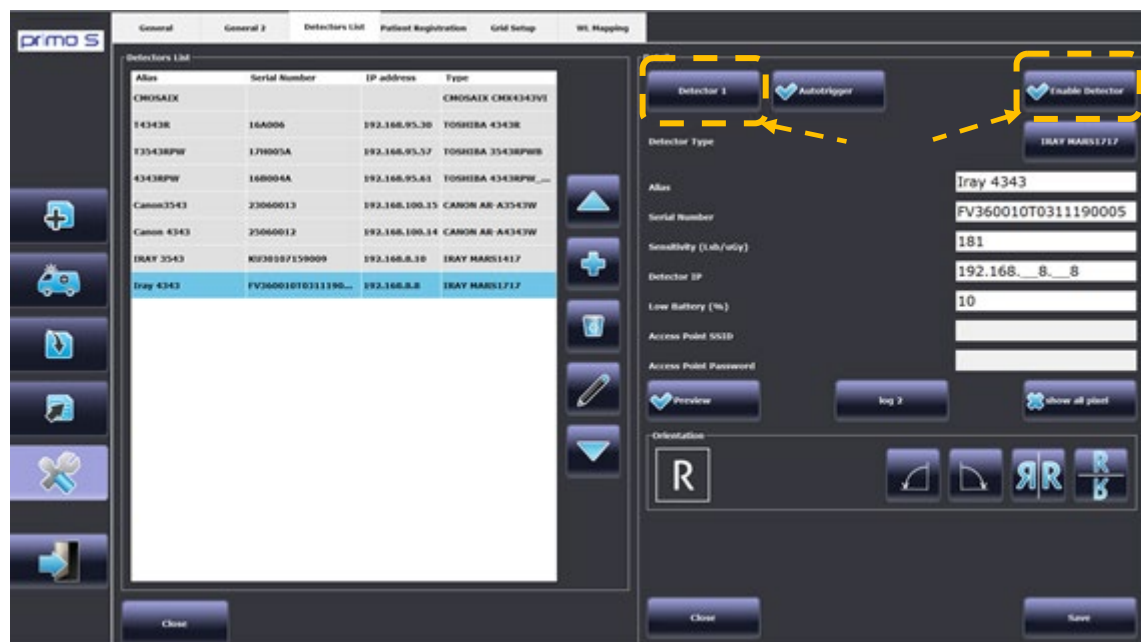 primo S
General General 2 Detectors List Patient Registration Grid Setup WL Mapping
Detectors List
Alias Serial Number IP address Type
CMOSAIX CMOSAIX CMX4343VI
T4343R 16A006 192.168.95.30 TOSHIBA 4343R
T3543RPW 17H005A 192.168.95.57 TOSHIBA 3543RPWB
4343RPW 16B004A 192.168.95.61 TOSHIBA 4343RPW_...
Canon3543 23060013 192.168.100.15 CANON AR-A3543W
Canon 4343 25060012 192.168.100.14 CANON AR-A4343W
IRAY 3543 KU30107159009 192.168.8.10 IRAY MARS1417
Iray 4343 FV360010T0311190... 192.168.8.8 IRAY MARS1717
Close
Details
Detector 1 Autotrigger Enable Detector
Detector Type IRAY MARS1717
Alias Iray 4343
Serial Number FV360010T0311190005
Sensitivity (Lsb/uGy) 181
Detector IP 192.168.__8.__8
Low Battery (%) 10
Access Point SSID
Access Point Password
Preview log 2 show all pixel
Orientation
R R R R R
Close Save